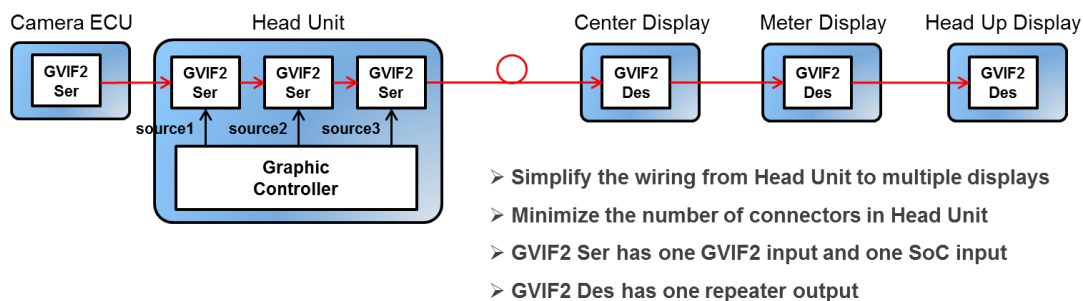 Camera ECU
Head Unit
Center Display
Meter Display
Head Up Display
GVIF2
Ser
GVIF2
Ser
GVIF2
Ser
GVIF2
Ser
GVIF2
Des
GVIF2
Des
GVIF2
Des
source1
source2
source3
Graphic
Controller
➢ Simplify the wiring from Head Unit to multiple displays
➢ Minimize the number of connectors in Head Unit
➢ GVIF2 Ser has one GVIF2 input and one SoC input
➢ GVIF2 Des has one repeater output